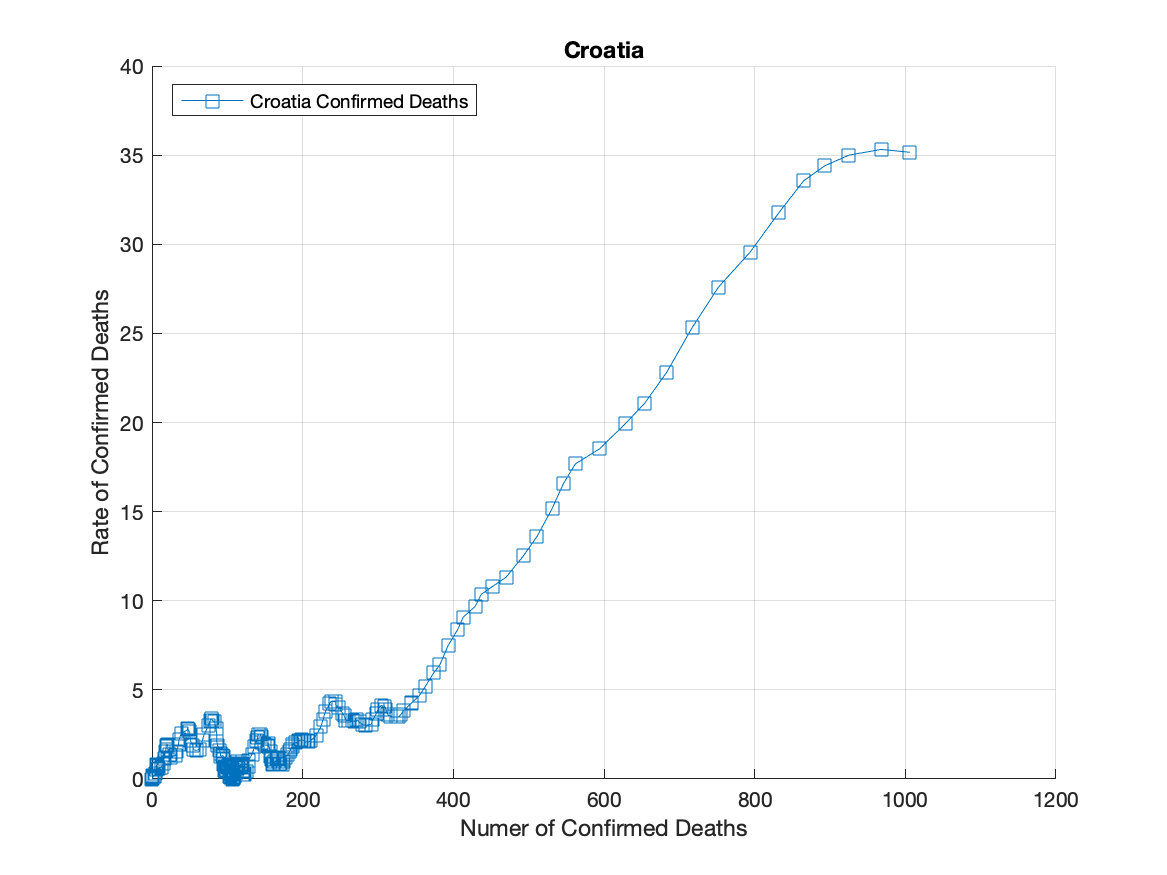 Croatia
Croatia Confirmed Deaths
40
35
30
25
20
15
10
5
0
Rate of Confirmed Deaths
0 200 400 600 800 1000 1200
Numer of Confirmed Deaths